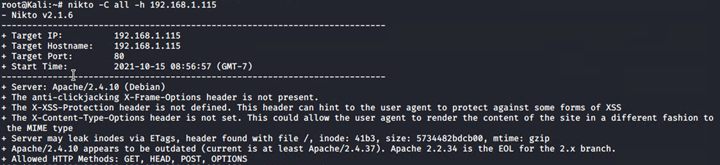 root@Kali:~# nikto -C all -h 192.168.1.115
- Nikto v2.1.6
---------------------------------------------------------------------------
+ Target IP:          192.168.1.115
+ Target Hostname:    192.168.1.115
+ Target Port:        80
+ Start Time:         2021-10-15 08:56:57 (GMT-7)
---------------------------------------------------------------------------
+ Server: Apache/2.4.10 (Debian)
+ The anti-clickjacking X-Frame-Options header is not present.
+ The X-XSS-Protection header is not defined. This header can hint to the user agent to protect against some forms of XSS
+ The X-Content-Type-Options header is not set. This could allow the user agent to render the content of the site in a different fashion to
the MIME type
+ Server may leak inodes via ETags, header found with file /, inode: 41b3, size: 5734482bdcb00, mtime: gzip
+ Apache/2.4.10 appears to be outdated (current is at least Apache/2.4.37). Apache 2.2.34 is the EOL for the 2.x branch.
+ Allowed HTTP Methods: GET, HEAD, POST, OPTIONS